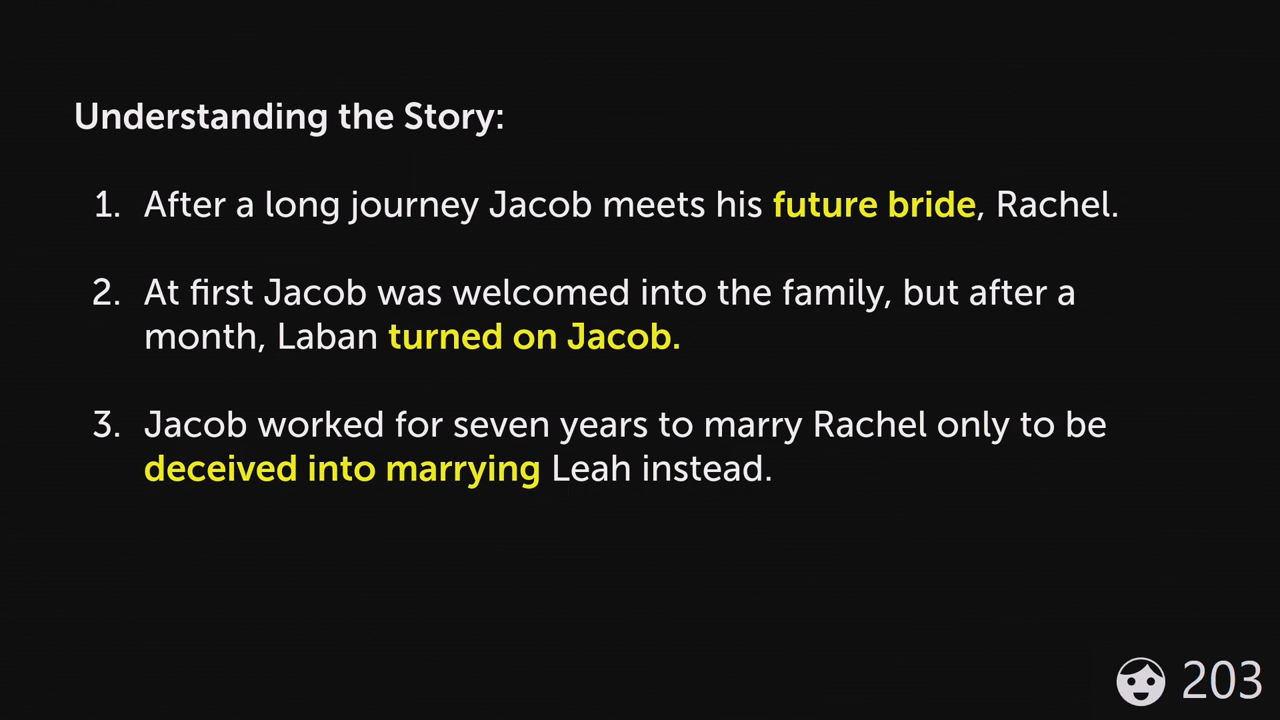 Understanding the Story:
1. After a long journey Jacob meets his future bride, Rachel.
2. At first Jacob was welcomed into the family, but after a
month, Laban turned on Jacob.
3. Jacob worked for seven years to marry Rachel only to be
deceived into marrying Leah instead.
203